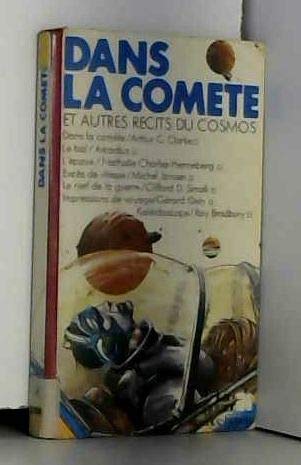 DANS LA COMETE
DANS
LA COMETE
ET AUTRES RECITS DU COSMOS
Dans la comète/Arthur C. Clarke
Le bal/Arcadius
L'épave/Nathalie Charles-Henneberg
Excès de vitesse/Michel Jansen
Le nerf de la guerre/Clifford D. Simak
Impressions de voyage/Gérard Klein
Kaléidoscope/Ray Bradbury